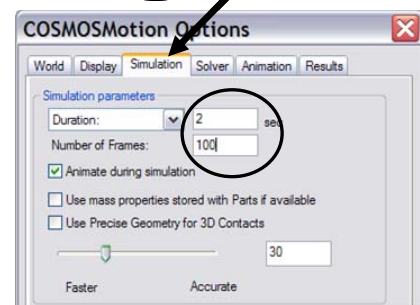 COSMOSMotion Options
World Display Simulation Solver Animation Results
Simulation parameters
Duration: 2 sec
Number of Frames: 100
Animate during simulation
Use mass properties stored with Parts if available
Use Precise Geometry for 3D Contacts
30
Faster Accurate